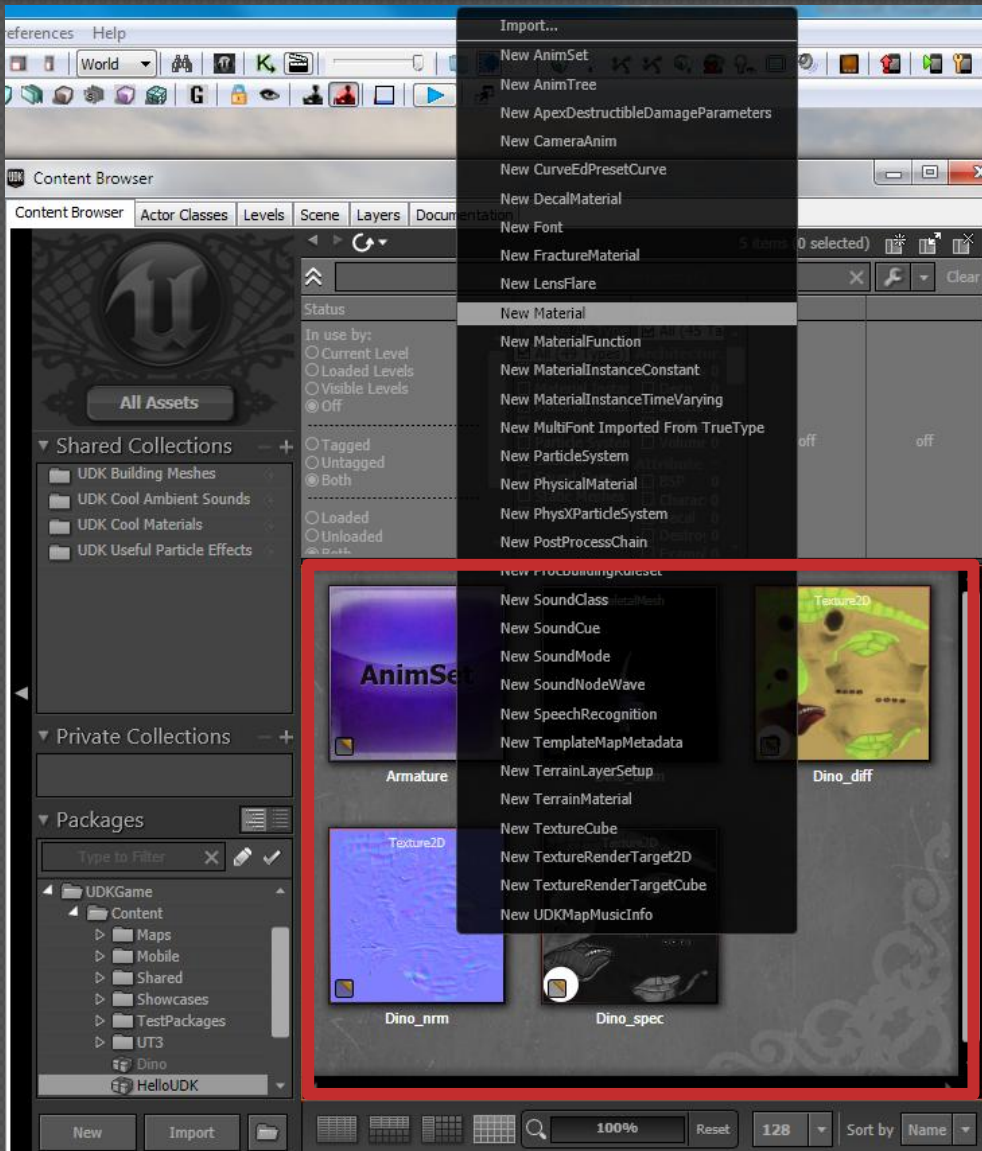 references Help
World
G
Content Browser
Content Browser Actor Classes Levels Scene Layers Documentation
5 items (0 selected)
Clear
All Assets
Shared Collections
UDK Building Meshes
UDK Cool Ambient Sounds
UDK Cool Materials
UDK Useful Particle Effects
Private Collections
Packages
Type to Filter
UDKGame
Content
Maps
Mobile
Shared
Showcases
TestPackages
UT3
Dino
HelloUDK
New Import
Status
In use by:
Current Level
Loaded Levels
Visible Levels
Off
Tagged
Untagged
Both
Loaded
Unloaded
Both
off off
Import...
New AnimSet
New AnimTree
New ApexDestructibleDamageParameters
New CameraAnim
New CurveEdPresetCurve
New DecalMaterial
New Font
New FractureMaterial
New LensFlare
New Material
New MaterialFunction
New MaterialInstanceConstant
New MaterialInstanceTimeVarying
New MultiFont Imported From TrueType
New ParticleSystem
New PhysicalMaterial
New PhysXParticleSystem
New PostProcessChain
New ProcBuildingRuleset
New SoundClass
New SoundCue
New SoundMode
New SoundNodeWave
New SpeechRecognition
New TemplateMapMetadata
New TerrainLayerSetup
New TerrainMaterial
New TextureCube
New TextureRenderTarget2D
New TextureRenderTargetCube
New UDKMapMusicInfo
AnimSe
Armature
Texture2D
Dino_diff
Texture2D
Dino_nrm
Dino_spec
100% Reset 128 Sort by Name